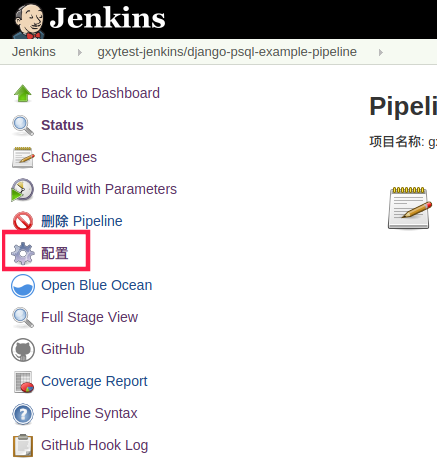 Jenkins
Jenkins gxytest-jenkins/django-psql-example-pipeline
Back to Dashboard
Status
Changes
Build with Parameters
删除 Pipeline
配置
Open Blue Ocean
Full Stage View
GitHub
Coverage Report
Pipeline Syntax
GitHub Hook Log
Pipeli
项目名称: g